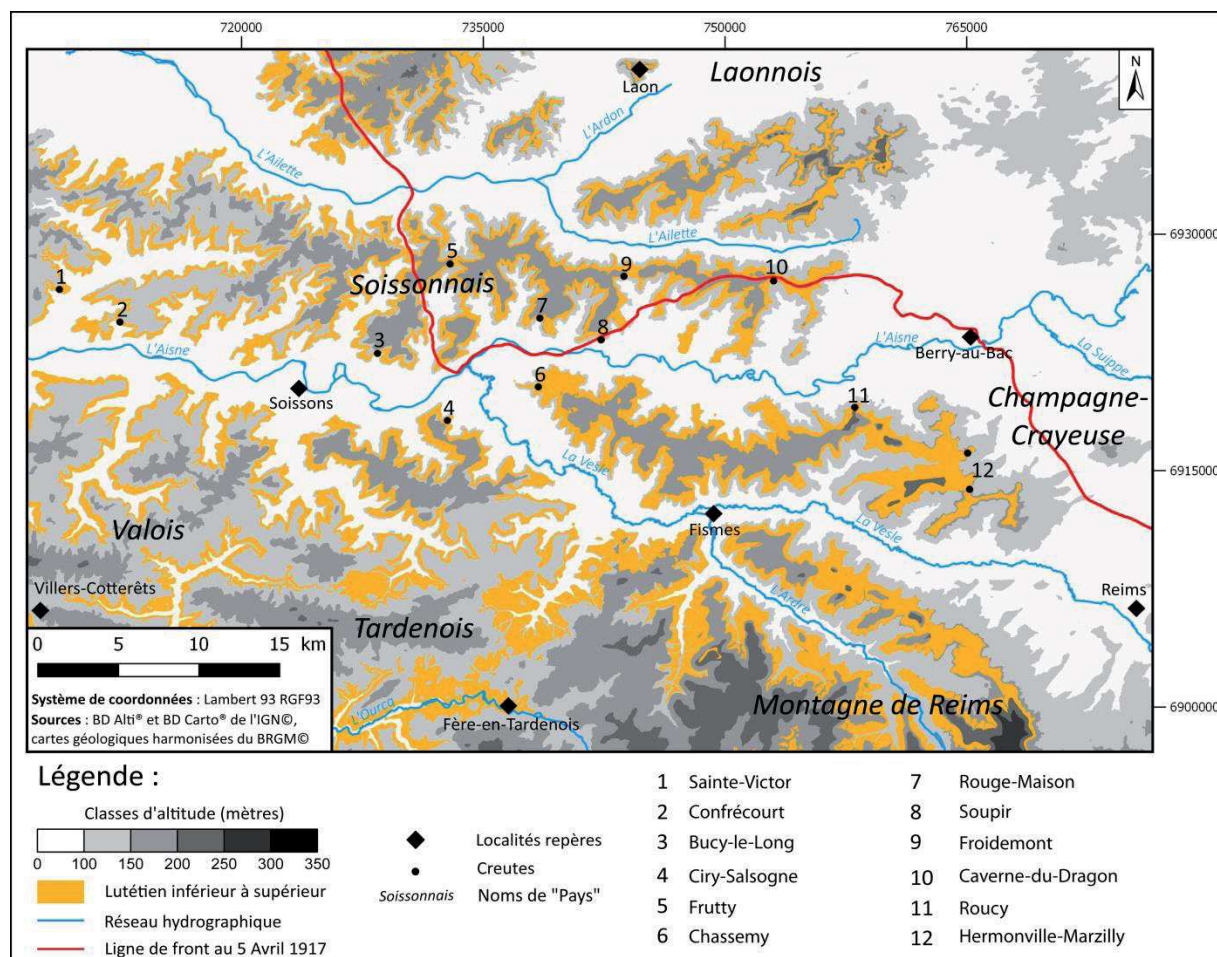 720000
735000
750000
765000
N
Laonnois
Laon
L'Ardon
L'Ailette
L'Ailette
6930000
1
2
3
4
5
6
7
8
9
10
11
12
Soissonnais
L'Aisne
L'Aisne
Soissons
Berry-au-Bac
La Suippe
Champagne-
Crayeuse
6915000
La Vesle
La Vesle
Fismes
Valois
Villers-Cotterêts
Reims
L'Ardre
Tardenois
Montagne de Reims
6900000
L'Ourcq
Fère-en-Tardenois
0 5 10 15 km
Système de coordonnées : Lambert 93 RGF93
Sources : BD Alti® et BD Carto® de l'IGN©,
cartes géologiques harmonisées du BRGM©
Légende :
Classes d'altitude (mètres)
0 100 150 200 250 300 350
Lutétien inférieur à supérieur
Réseau hydrographique
Ligne de front au 5 Avril 1917
Localités repères
Creutes
Soissonnais Noms de "Pays"
1 Sainte-Victor
2 Confrécourt
3 Bucy-le-Long
4 Ciry-Salsogne
5 Frutty
6 Chassemy
7 Rouge-Maison
8 Soupir
9 Froidemont
10 Caverne-du-Dragon
11 Roucy
12 Hermonville-Marzilly